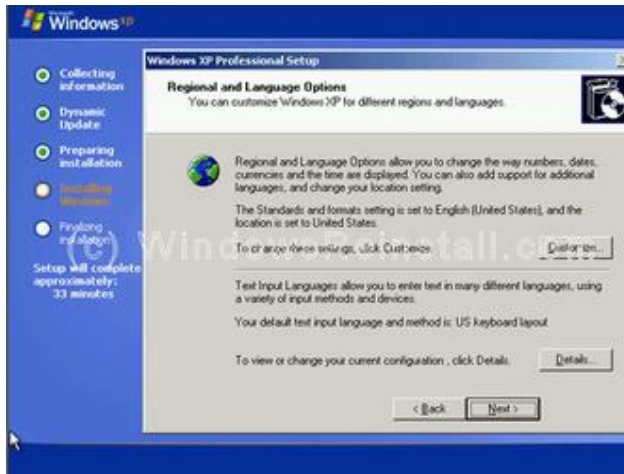 Microsoft
Windows xp
Collecting
information
Dynamic
Update
Preparing
installation
Installing
Windows
Finalizing
installation
Setup will complete
approximately:
33 minutes
Windows XP Professional Setup
Regional and Language Options
You can customize Windows XP for different regions and languages.
Regional and Language Options allow you to change the way numbers, dates,
currencies and the time are displayed. You can also add support for additional
languages, and change your location setting.
The Standards and formats setting is set to English (United States), and the
location is set to United States.
To change these settings, click Customize.
Customize...
Text Input Languages allow you to enter text in many different languages, using
a variety of input methods and devices.
Your default text input language and method is: US keyboard layout
To view or change your current configuration , click Details.
Details...
< Back
Next >